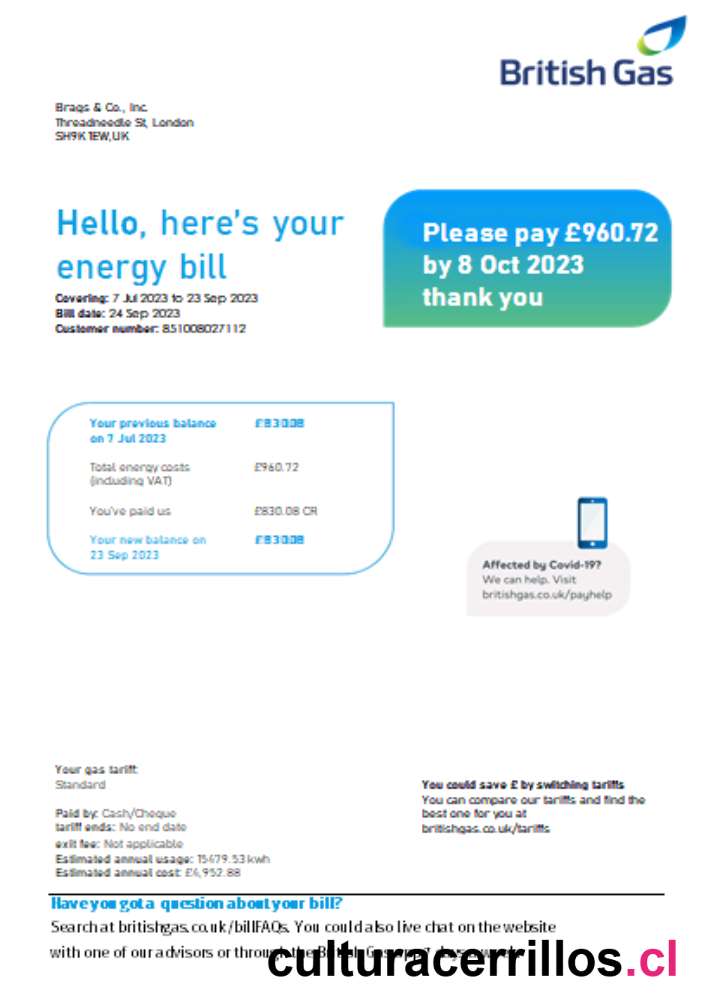 British Gas
Brags & Co., Inc.
Threadneedle St, London
SH9K 1EW,UK
Hello, here's your
energy bill
Covering: 7 Jul 2023 to 23 Sep 2023
Bill date: 24 Sep 2023
Customer number: 851008027112
Please pay £960.72
by 8 Oct 2023
thank you
Your previous balance £830.08
on 7 Jul 2023
Total energy costs £960.72
(including VAT)
You've paid us £830.08 CR
Your new balance on £830.08
23 Sep 2023
Affected by Covid-19?
We can help. Visit
britishgas.co.uk/payhelp
Your gas tariff:
Standard
Paid by: Cash/Cheque
tariff ends: No end date
exit fee: Not applicable
Estimated annual usage: 15479.53 kwh
Estimated annual cost: £4,952.88
You could save £ by switching tariffs
You can compare our tariffs and find the
best one for you at
britishgas.co.uk/tariffs
Have you got a question about your bill?
Search at britishgas.co.uk/billFAQs. You could also live chat on the website
with one of our advisors or through the British Gas
culturacerrillos.cl